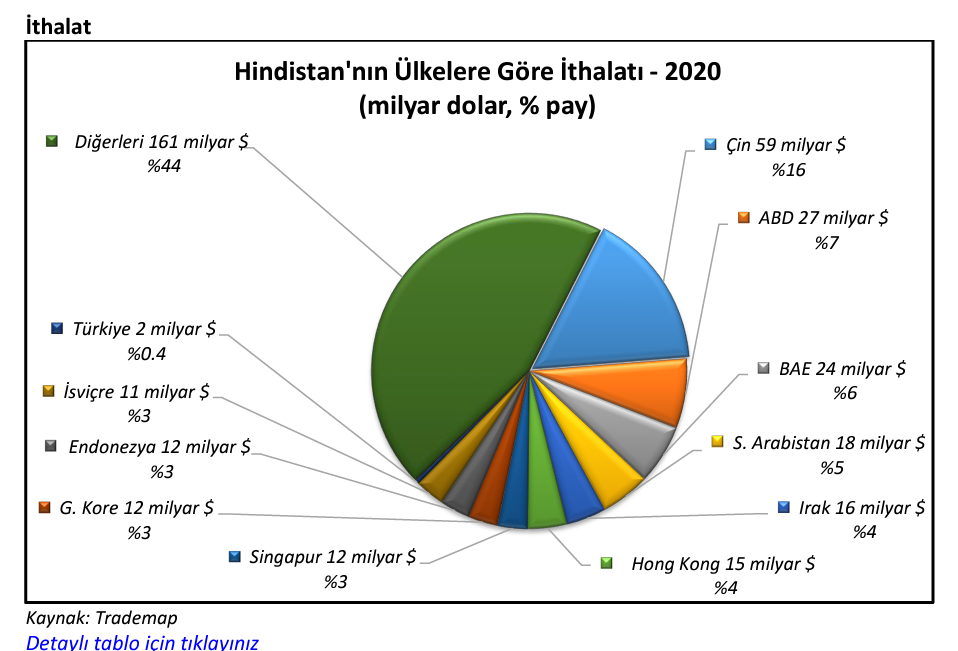 İthalat
Hindistan'nın Ülkelere Göre İthalatı - 2020
(milyar dolar, % pay)
Diğerleri 161 milyar $
%44
Çin 59 milyar $
%16
ABD 27 milyar $
%7
Türkiye 2 milyar $
%0.4
BAE 24 milyar $
%6
İsviçre 11 milyar $
%3
S. Arabistan 18 milyar $
%5
Endonezya 12 milyar $
%3
G. Kore 12 milyar $
%3
Irak 16 milyar $
%4
Singapur 12 milyar $
%3
Hong Kong 15 milyar $
%4
Kaynak: Trademap
Detaylı tablo için tıklayınız